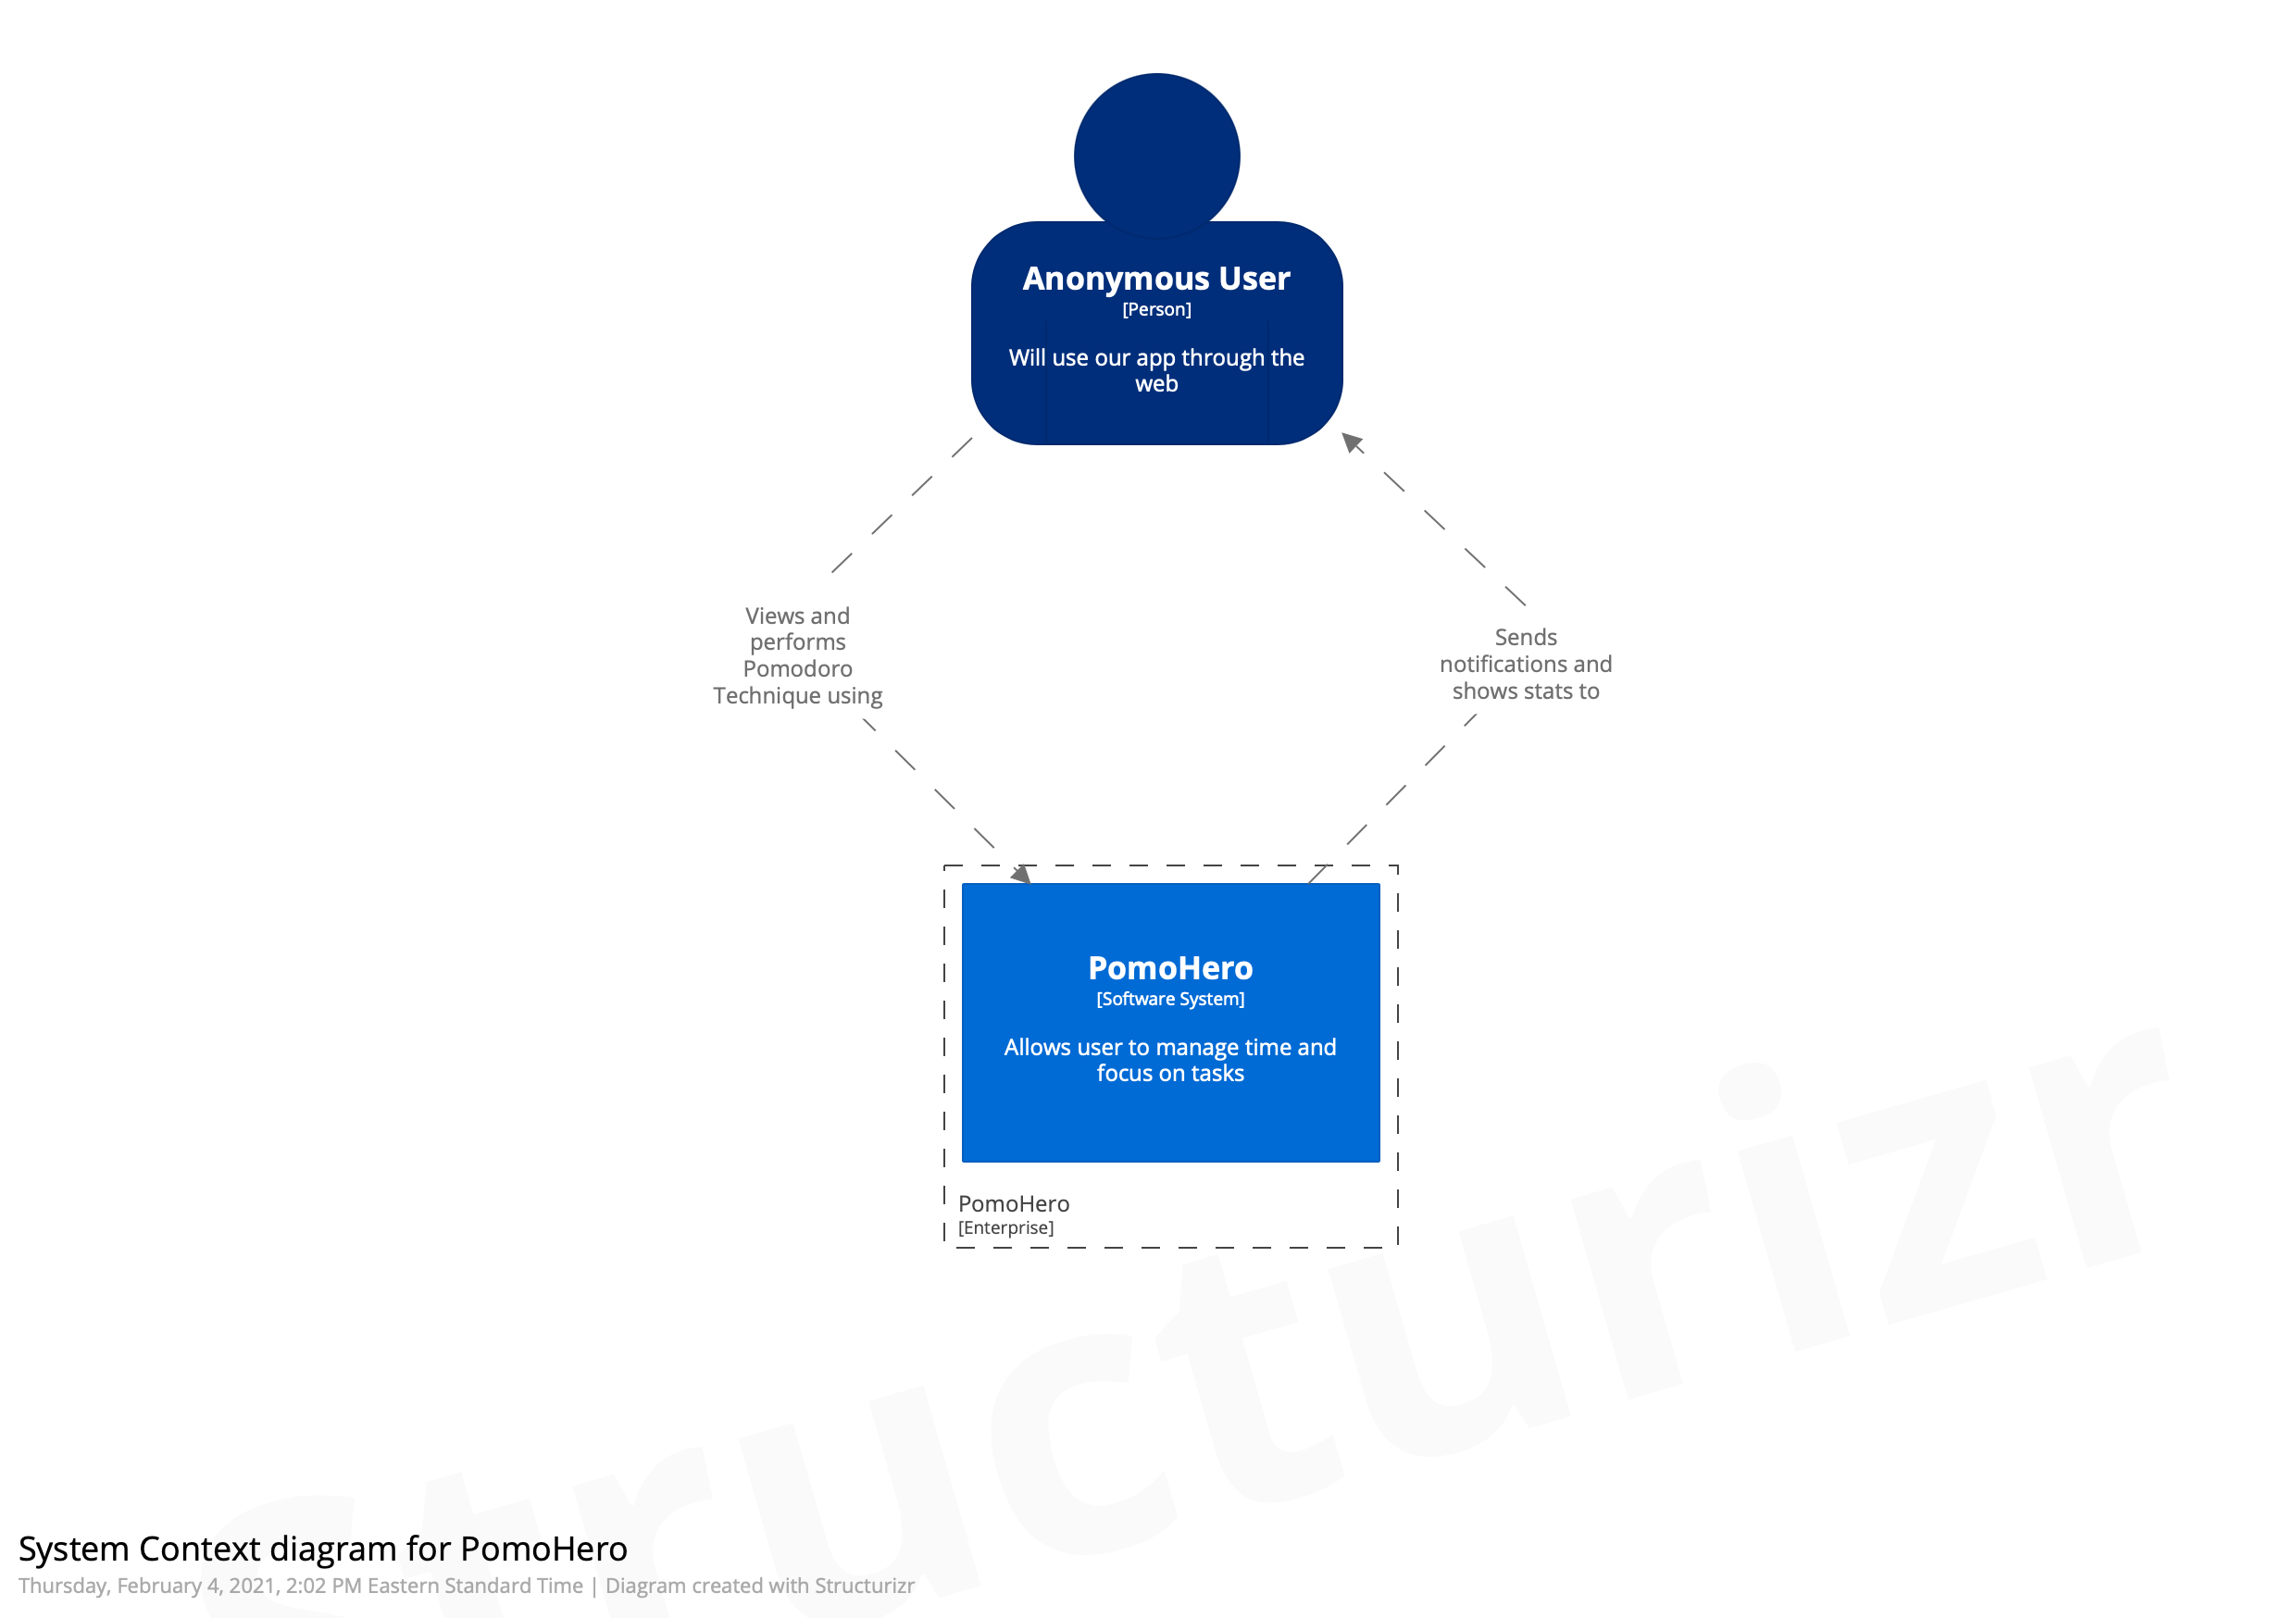 Anonymous User
[Person]
Will use our app through the
web
Views and
performs
Pomodoro
Technique using
Sends
notifications and
shows stats to
PomoHero
[Software System]
Allows user to manage time and
focus on tasks
PomoHero
[Enterprise]
Structurizr
System Context diagram for PomoHero
Thursday, February 4, 2021, 2:02 PM Eastern Standard Time | Diagram created with Structurizr